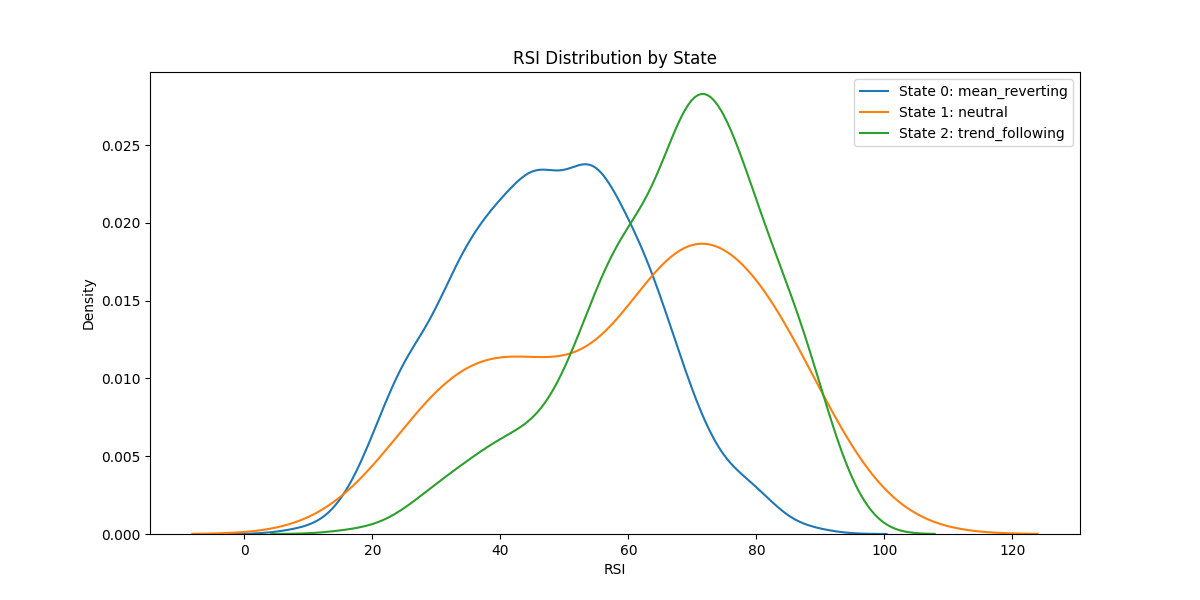 RSI Distribution by State
State 0: mean_reverting
State 1: neutral
State 2: trend_following
Density
0.025
0.020
0.015
0.010
0.005
0.000
0 20 40 60 80 100 120
RSI